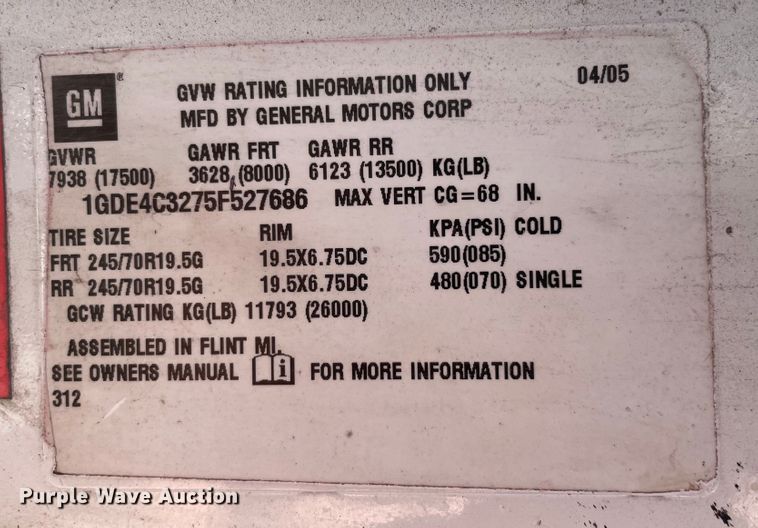 GM ® GVW RATING INFORMATION ONLY 04/05
MFD BY GENERAL MOTORS CORP
GVWR GAWR FRT GAWR RR
7938 (17500) 3628 (8000) 6123 (13500) KG(LB)
1GDE4C3275F527686 MAX VERT CG=68 IN.
TIRE SIZE RIM KPA(PSI) COLD
FRT 245/70R19.5G 19.5X6.75DC 590(085)
RR 245/70R19.5G 19.5X6.75DC 480(070) SINGLE
GCW RATING KG(LB) 11793 (26000)
ASSEMBLED IN FLINT MI.
SEE OWNERS MANUAL i FOR MORE INFORMATION
312
Purple Wave Auction